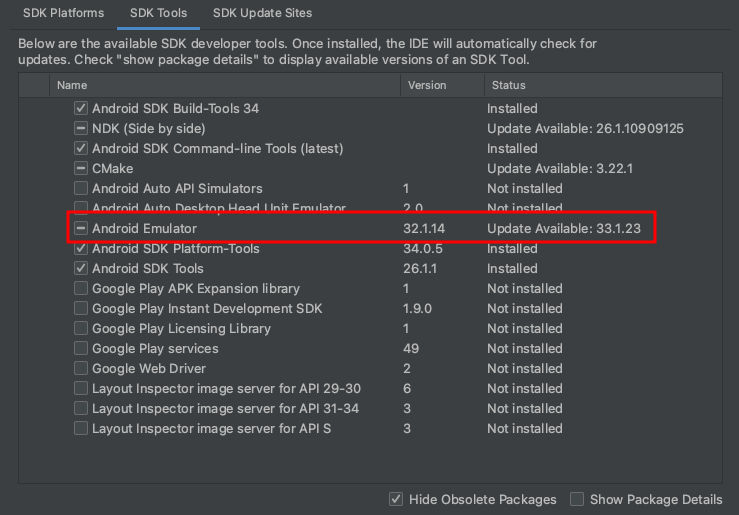 SDK Platforms SDK Tools SDK Update Sites
Below are the available SDK developer tools. Once installed, the IDE will automatically check for
updates. Check "show package details" to display available versions of an SDK Tool.
Name Version Status
Android SDK Build-Tools 34 Installed
NDK (Side by side) Update Available: 26.1.10909125
Android SDK Command-line Tools (latest) Installed
CMake Update Available: 3.22.1
Android Auto API Simulators 1 Not installed
Android Auto Desktop Head Unit Emulator 2.0 Not installed
Android Emulator 32.1.14 Update Available: 33.1.23
Android SDK Platform-Tools 34.0.5 Installed
Android SDK Tools 26.1.1 Installed
Google Play APK Expansion library 1 Not installed
Google Play Instant Development SDK 1.9.0 Not installed
Google Play Licensing Library 1 Not installed
Google Play services 49 Not installed
Google Web Driver 2 Not installed
Layout Inspector image server for API 29-30 6 Not installed
Layout Inspector image server for API 31-34 3 Not installed
Layout Inspector image server for API S 3 Not installed
Hide Obsolete Packages Show Package Details